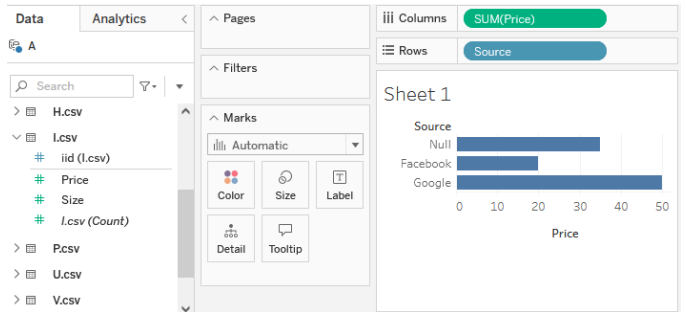 Data
Analytics
A
Search
H.csv
I.csv
iid (I.csv)
Price
Size
I.csv (Count)
P.csv
U.csv
V.csv
Pages
Filters
Marks
Automatic
Color
Size
Label
Detail
Tooltip
Columns
SUM(Price)
Rows
Source
Sheet 1
Source
Null
Facebook
Google
0 10 20 30 40 50
Price